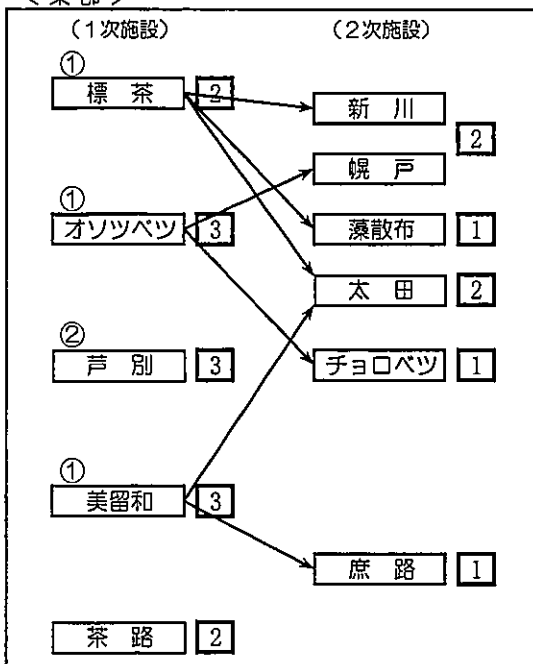 (1次施設) (2次施設)
①
標 茶 2
新 川
2
幌 戸
①
オソツベツ 3
藻散布 1
太 田 2
②
芦 別 3
チョロベツ 1
①
美留和 3
庶 路 1
茶 路 2